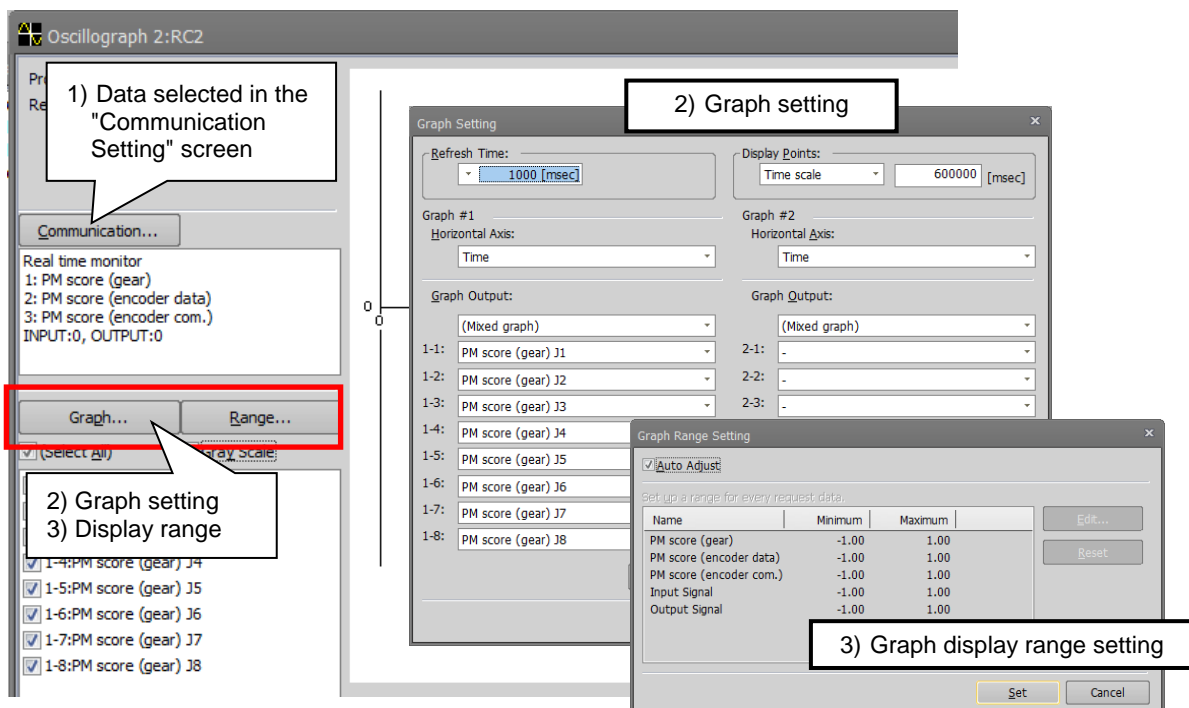 Oscillograph 2:RC2
Pr
Re
1) Data selected in the
"Communication
Setting" screen
Communication...
Real time monitor
1: PM score (gear)
2: PM score (encoder data)
3: PM score (encoder com.)
INPUT:0, OUTPUT:0
Graph... Range...
(Select All) Gray Scale
2) Graph setting
3) Display range
1-4:PM score (gear) J4
1-5:PM score (gear) J5
1-6:PM score (gear) J6
1-7:PM score (gear) J7
1-8:PM score (gear) J8
0
0
2) Graph setting
Graph Setting
Refresh Time:
1000 [msec]
Display Points:
Time scale 600000 [msec]
Graph #1
Horizontal Axis:
Time
Graph Output:
(Mixed graph)
1-1: PM score (gear) J1
1-2: PM score (gear) J2
1-3: PM score (gear) J3
1-4: PM score (gear) J4
1-5: PM score (gear) J5
1-6: PM score (gear) J6
1-7: PM score (gear) J7
1-8: PM score (gear) J8
Graph #2
Horizontal Axis:
Time
Graph Output:
(Mixed graph)
2-1: -
2-2: -
2-3: -
Graph Range Setting
Auto Adjust
Set up a range for every request data.
Name Minimum Maximum
PM score (gear) -1.00 1.00
PM score (encoder data) -1.00 1.00
PM score (encoder com.) -1.00 1.00
Input Signal -1.00 1.00
Output Signal -1.00 1.00
Edit...
Reset
3) Graph display range setting
Set Cancel